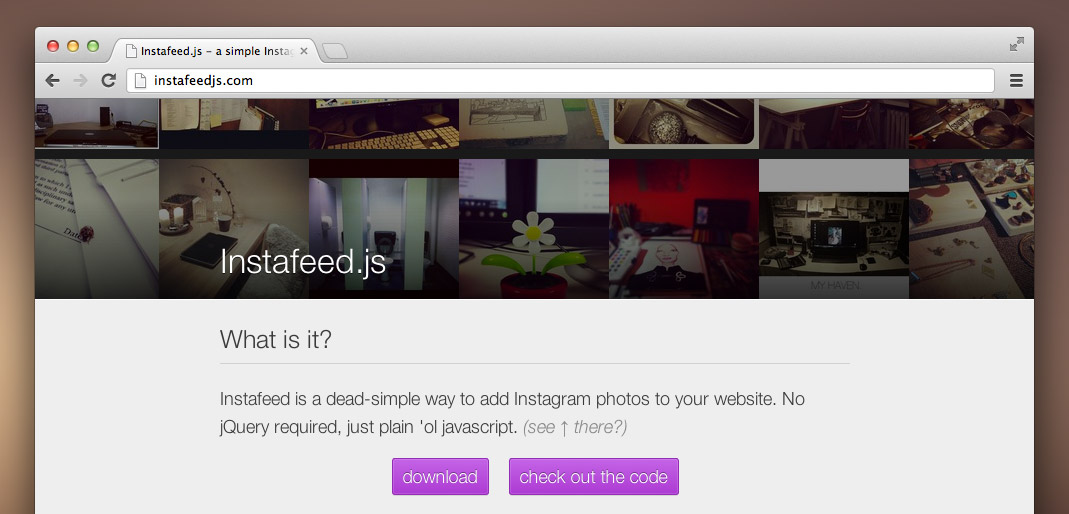 Instafeed.js – a simple Insta
instafeedjs.com
Date
MY HAVEN.
Instafeed.js
What is it?
Instafeed is a dead-simple way to add Instagram photos to your website. No
jQuery required, just plain 'ol javascript. (see ↑ there?)
download
check out the code